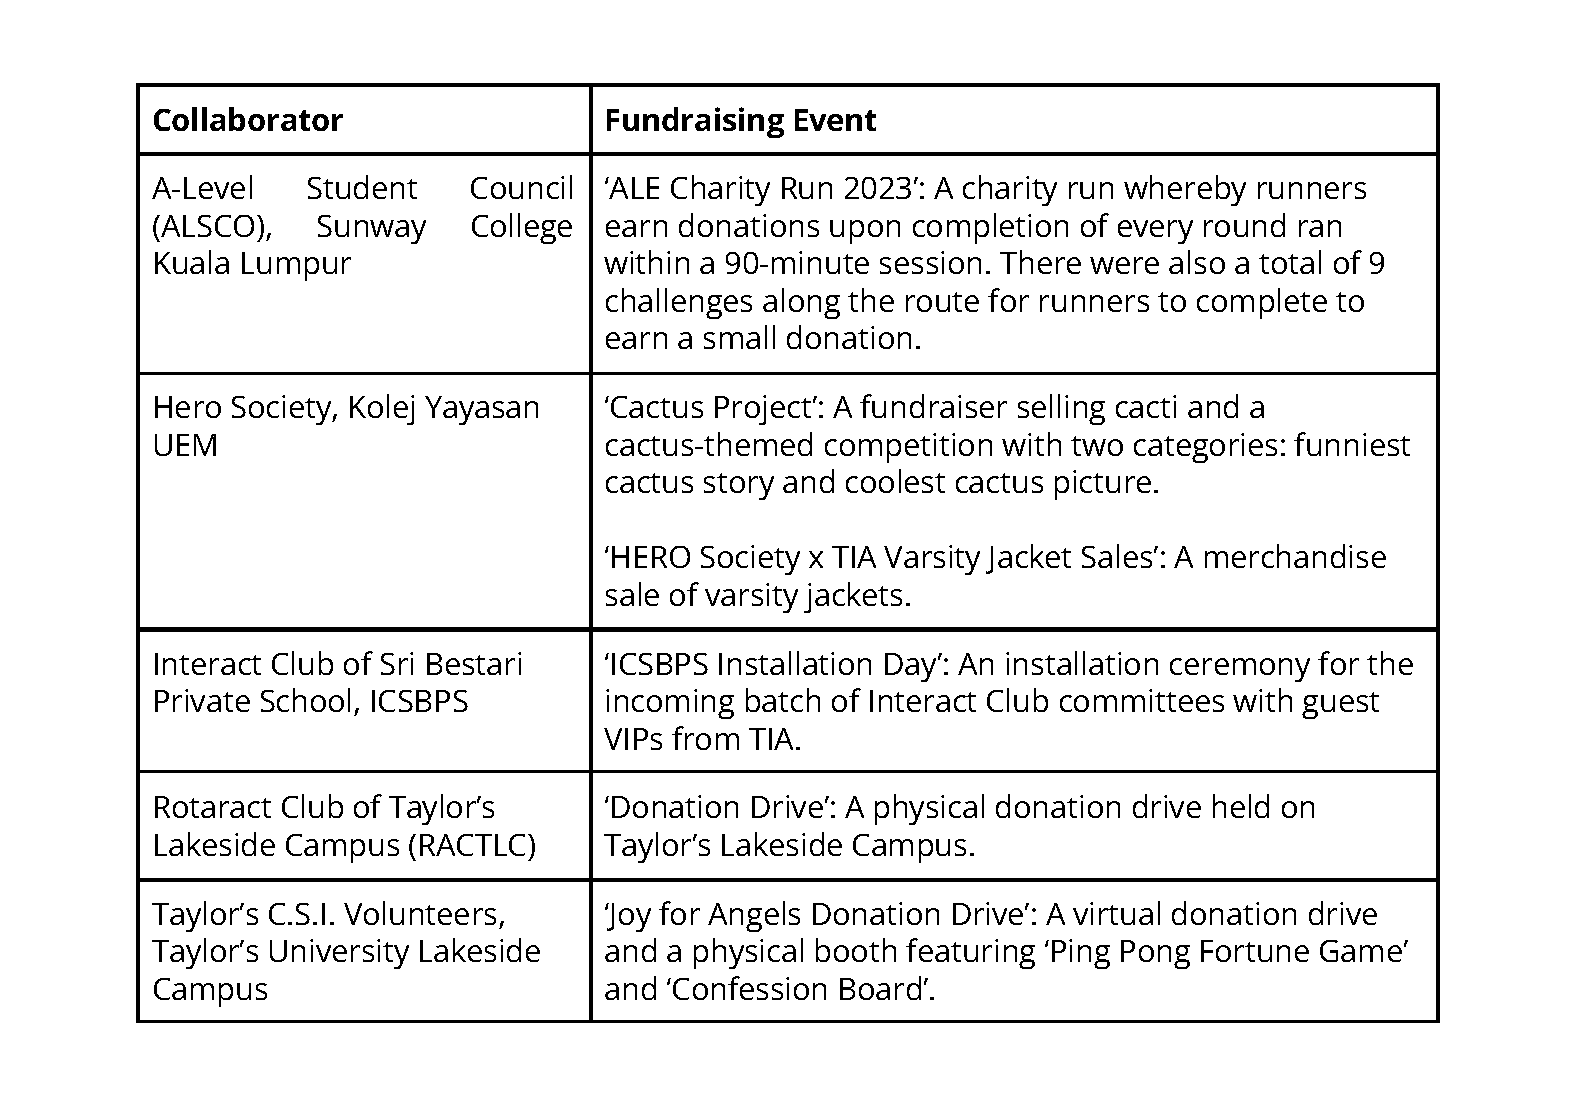 Collaborator
Fundraising Event
A-Level Student Council
(ALSCO), Sunway College
Kuala Lumpur
‘ALE Charity Run 2023’: A charity run whereby runners
earn donations upon completion of every round ran
within a 90-minute session. There were also a total of 9
challenges along the route for runners to complete to
earn a small donation.
Hero Society, Kolej Yayasan
UEM
‘Cactus Project’: A fundraiser selling cacti and a
cactus-themed competition with two categories: funniest
cactus story and coolest cactus picture.
‘HERO Society x TIA Varsity Jacket Sales’: A merchandise
sale of varsity jackets.
Interact Club of Sri Bestari
Private School, ICSBPS
‘ICSBPS Installation Day’: An installation ceremony for the
incoming batch of Interact Club committees with guest
VIPs from TIA.
Rotaract Club of Taylor’s
Lakeside Campus (RACTLC)
‘Donation Drive’: A physical donation drive held on
Taylor’s Lakeside Campus.
Taylor’s C.S.I. Volunteers,
Taylor’s University Lakeside
Campus
‘Joy for Angels Donation Drive’: A virtual donation drive
and a physical booth featuring ‘Ping Pong Fortune Game’
and ‘Confession Board’.